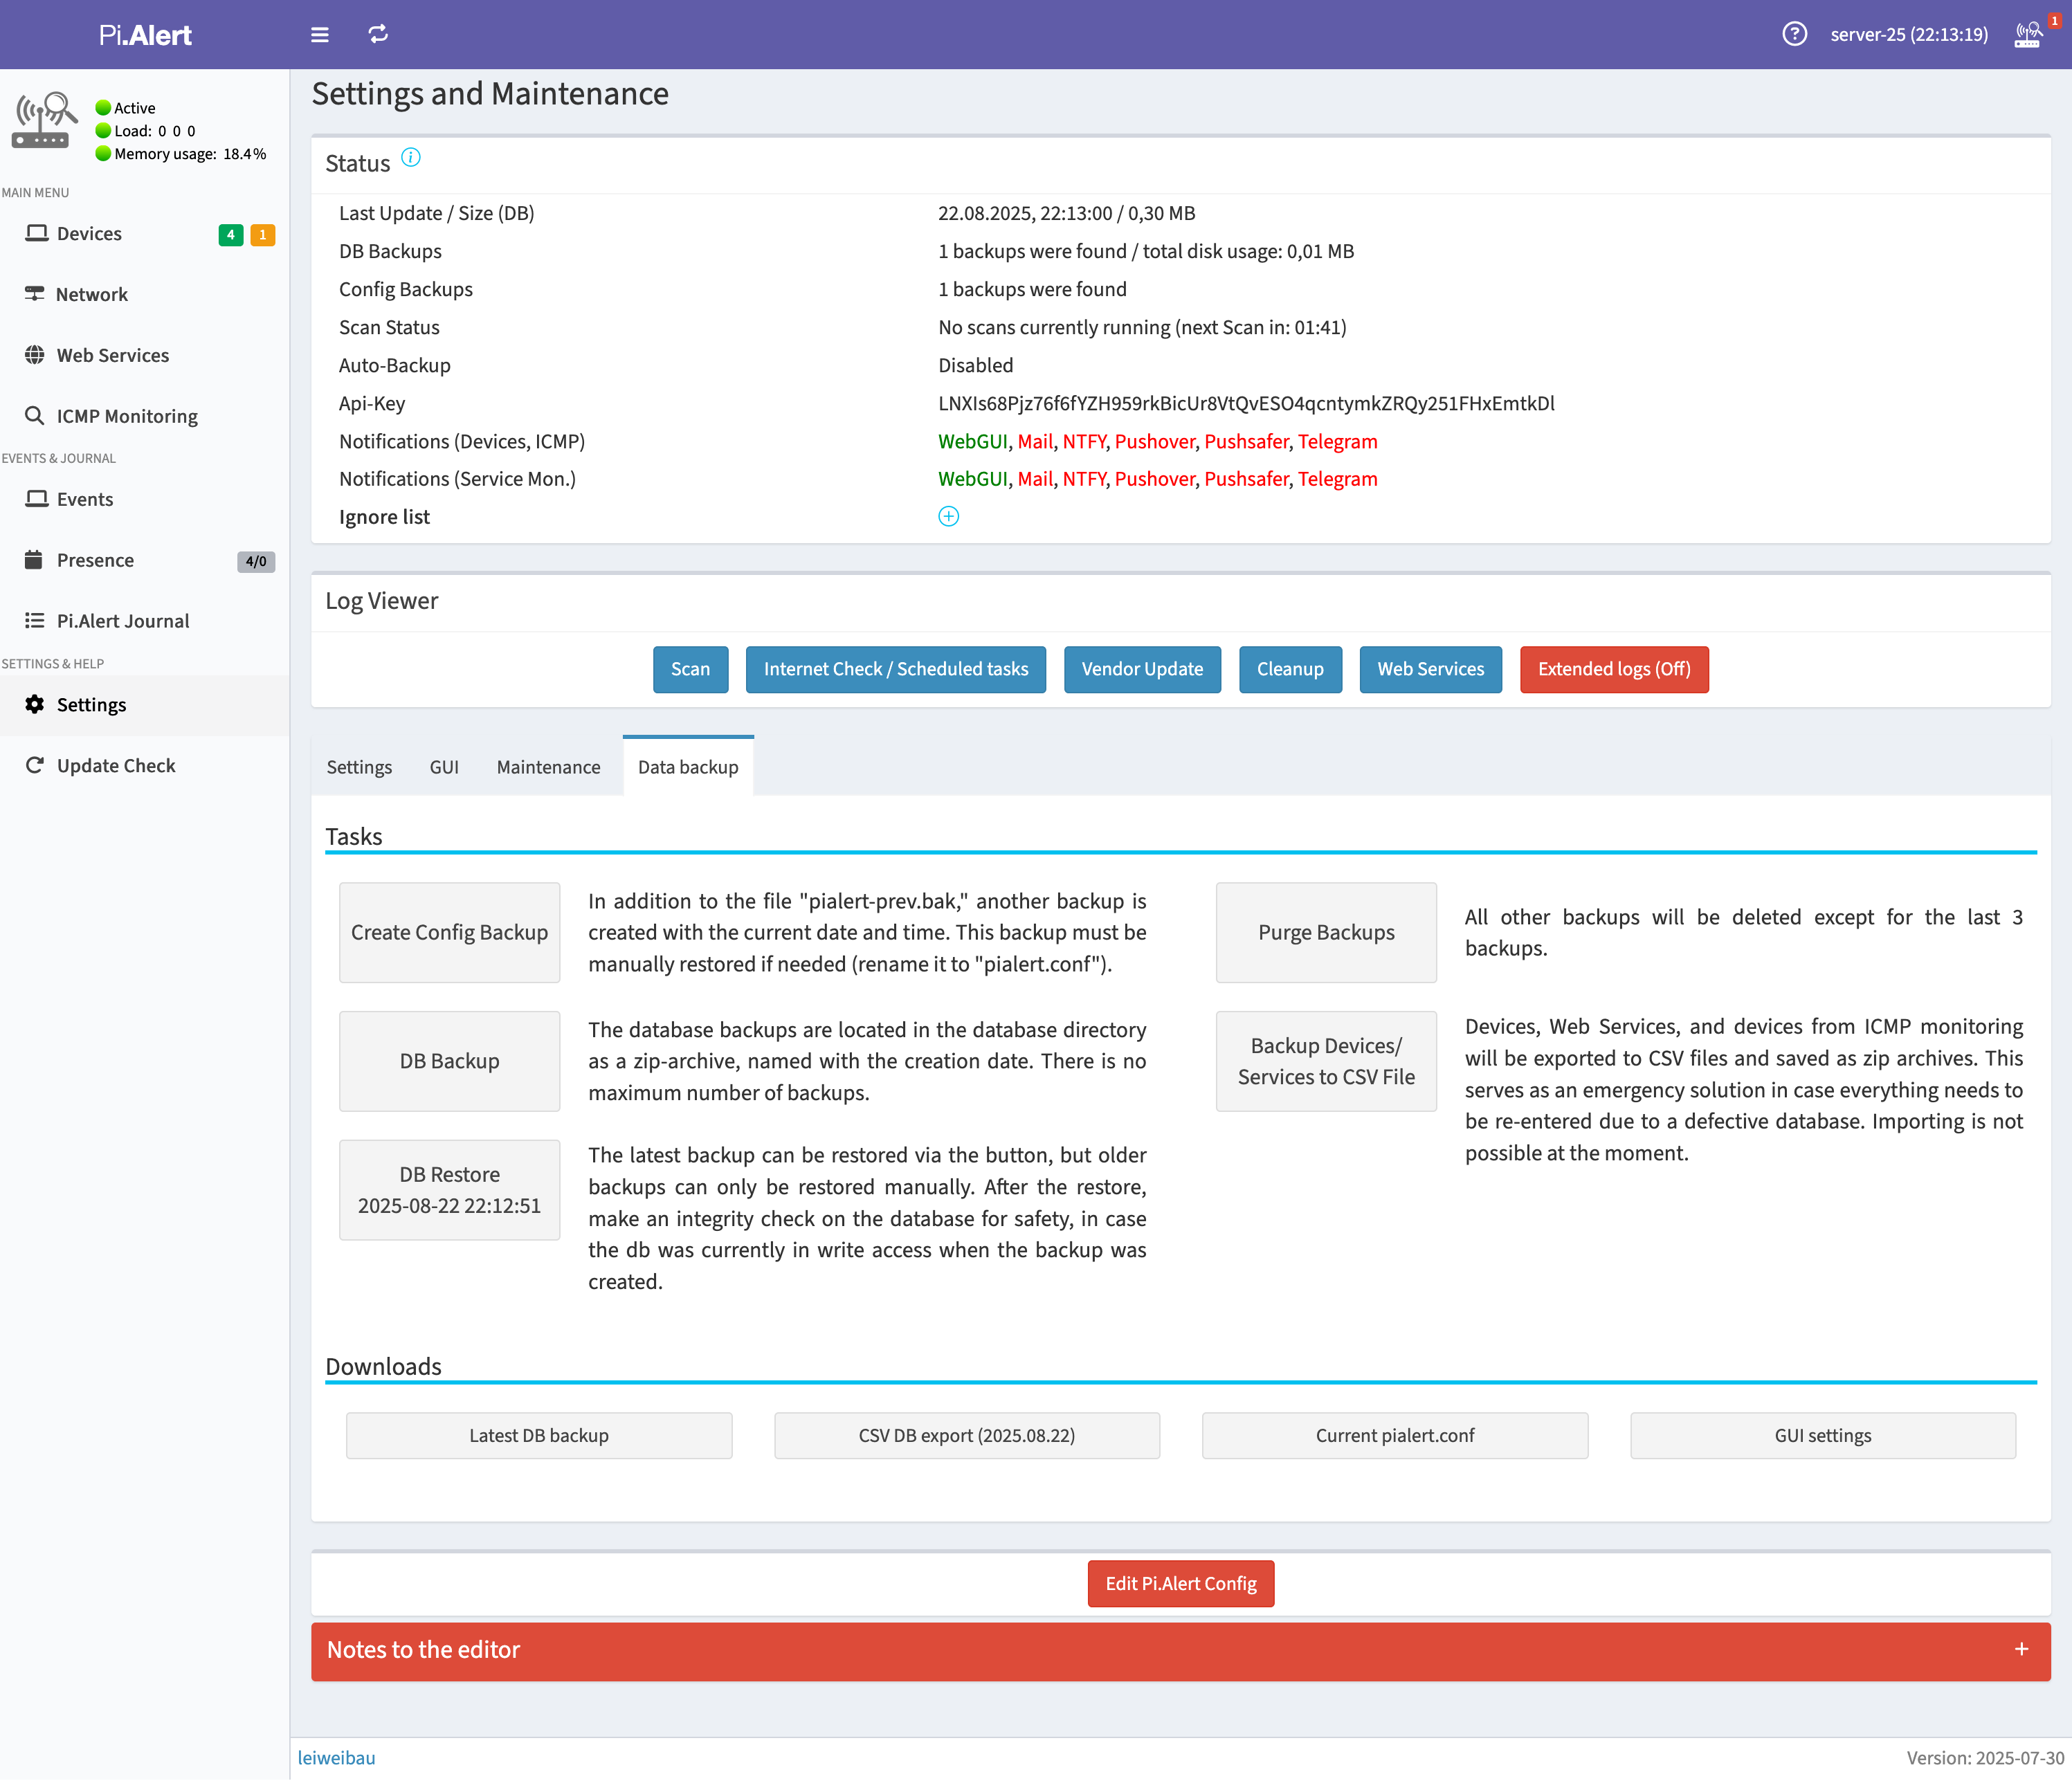 Pi.Alert
server-25 (22:13:19)
1
Active
Load: 0 0 0
Memory usage: 18.4%
MAIN MENU
Devices 4 1
Network
Web Services
ICMP Monitoring
EVENTS & JOURNAL
Events
Presence 4/0
Pi.Alert Journal
SETTINGS & HELP
Settings
Update Check
Settings and Maintenance
Status
Last Update / Size (DB) 22.08.2025, 22:13:00 / 0,30 MB
DB Backups 1 backups were found / total disk usage: 0,01 MB
Config Backups 1 backups were found
Scan Status No scans currently running (next Scan in: 01:41)
Auto-Backup Disabled
Api-Key LNXIs68Pjz76f6fYZH959rkBicUr8VtQvESO4qcntymkZRQy251FHxEmtkDl
Notifications (Devices, ICMP) WebGUI, Mail, NTFY, Pushover, Pushsafer, Telegram
Notifications (Service Mon.) WebGUI, Mail, NTFY, Pushover, Pushsafer, Telegram
Ignore list
Log Viewer
Scan Internet Check / Scheduled tasks Vendor Update Cleanup Web Services Extended logs (Off)
Settings GUI Maintenance Data backup
Tasks
Create Config Backup
In addition to the file "pialert-prev.bak," another backup is
created with the current date and time. This backup must be
manually restored if needed (rename it to "pialert.conf").
Purge Backups
All other backups will be deleted except for the last 3
backups.
DB Backup
The database backups are located in the database directory
as a zip-archive, named with the creation date. There is no
maximum number of backups.
Backup Devices/
Services to CSV File
Devices, Web Services, and devices from ICMP monitoring
will be exported to CSV files and saved as zip archives. This
serves as an emergency solution in case everything needs to
be re-entered due to a defective database. Importing is not
possible at the moment.
DB Restore
2025-08-22 22:12:51
The latest backup can be restored via the button, but older
backups can only be restored manually. After the restore,
make an integrity check on the database for safety, in case
the db was currently in write access when the backup was
created.
Downloads
Latest DB backup CSV DB export (2025.08.22) Current pialert.conf GUI settings
Edit Pi.Alert Config
Notes to the editor +
leiweibau Version: 2025-07-30